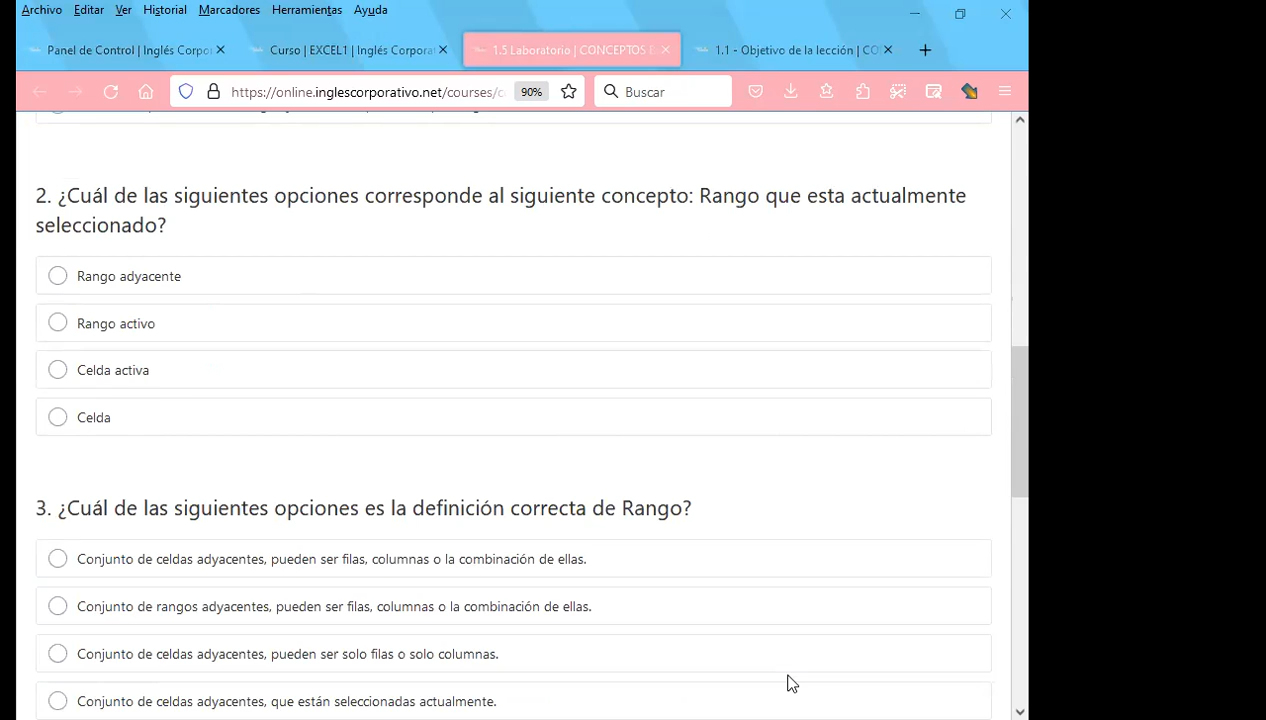 Archivo Editar Ver Historial Marcadores Herramientas Ayuda
Panel de Control | Inglés Corpor Curso | EXCEL1 | Inglés Corpora 1.5 Laboratorio | CONCEPTOS 1.1 - Objetivo de la lección | CO
https://online.inglescorporativo.net/courses/c 90% Buscar
2. ¿Cuál de las siguientes opciones corresponde al siguiente concepto: Rango que esta actualmente
seleccionado?
Rango adyacente
Rango activo
Celda activa
Celda
3. ¿Cuál de las siguientes opciones es la definición correcta de Rango?
Conjunto de celdas adyacentes, pueden ser filas, columnas o la combinación de ellas.
Conjunto de rangos adyacentes, pueden ser filas, columnas o la combinación de ellas.
Conjunto de celdas adyacentes, pueden ser solo filas o solo columnas.
Conjunto de celdas adyacentes, que están seleccionadas actualmente.